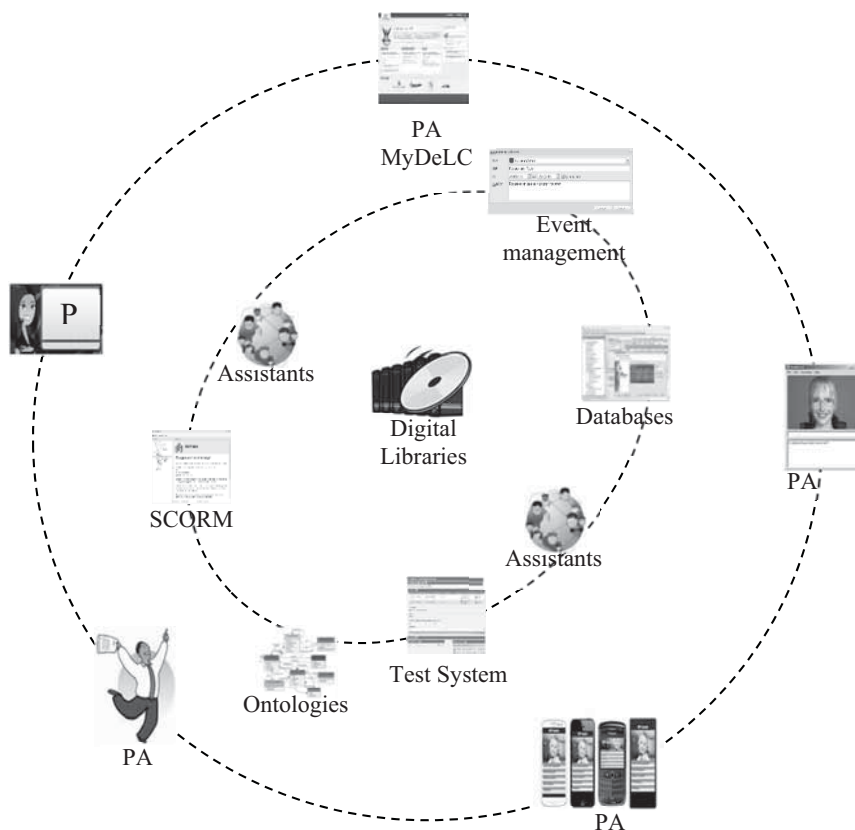 PA
MyDeLC
Event
management
P
Assistants
Databases
Digital
Libraries
PA
SCORM
Assistants
Test System
Ontologies
PA
PA